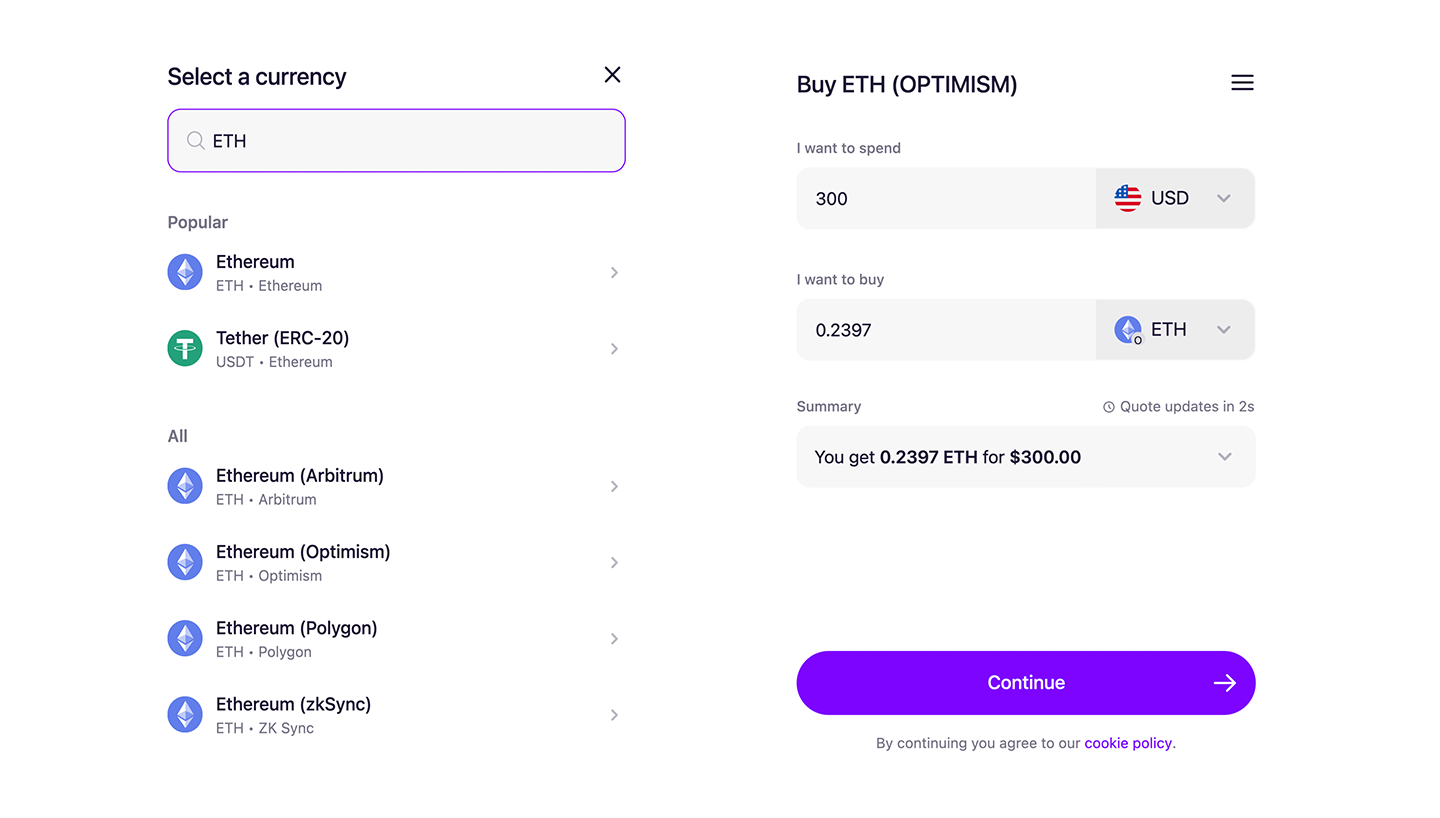 Select a currency
ETH
Popular
Ethereum
ETH • Ethereum
Tether (ERC-20)
USDT • Ethereum
All
Ethereum (Arbitrum)
ETH • Arbitrum
Ethereum (Optimism)
ETH • Optimism
Ethereum (Polygon)
ETH • Polygon
Ethereum (zkSync)
ETH • ZK Sync
Buy ETH (OPTIMISM)
I want to spend
300 USD
I want to buy
0.2397 ETH
Summary Quote updates in 2s
You get 0.2397 ETH for $300.00
Continue
By continuing you agree to our cookie policy.